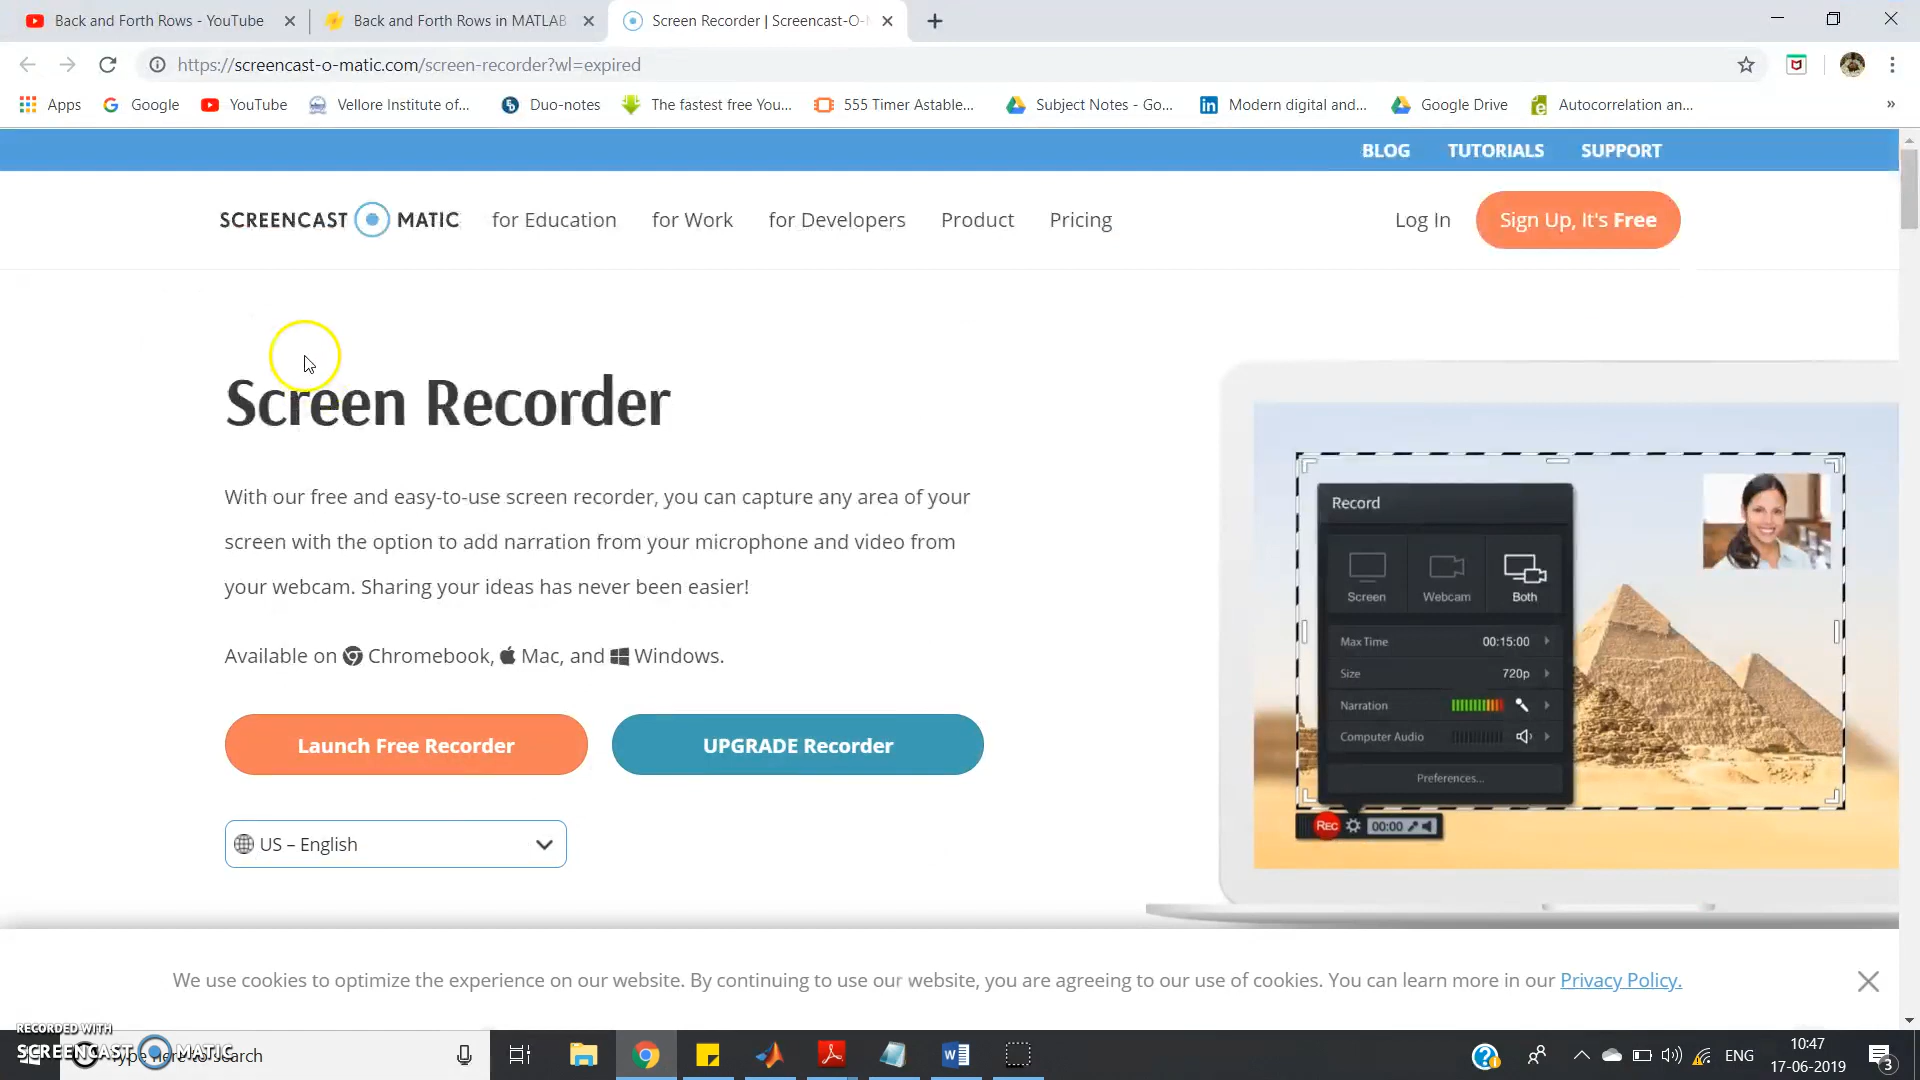 Back and Forth Rows - YouTube
Back and Forth Rows in MATLAB
Screen Recorder | Screencast-O-
https://screencast-o-matic.com/screen-recorder?wl=expired
Apps
Google
YouTube
Vellore Institute of...
Duo-notes
The fastest free You...
555 Timer Astable...
Subject Notes - Go...
Modern digital and...
Google Drive
Autocorrelation an...
»
BLOG
TUTORIALS
SUPPORT
SCREENCAST MATIC
for Education
for Work
for Developers
Product
Pricing
Log In
Sign Up, It's Free
Screen Recorder
With our free and easy-to-use screen recorder, you can capture any area of your
screen with the option to add narration from your microphone and video from
your webcam. Sharing your ideas has never been easier!
Available on Chromebook, Mac, and Windows.
Launch Free Recorder
UPGRADE Recorder
US – English
Record
Screen
Webcam
Both
Max Time
00:15:00
Size
720p
Narration
Computer Audio
Preferences...
REC
00:00
We use cookies to optimize the experience on our website. By continuing to use our website, you are agreeing to our use of cookies. You can learn more in our Privacy Policy.
RECORDED WITH
SCREENCAST MATIC
Type here to search
ENG
10:47
17-06-2019
3